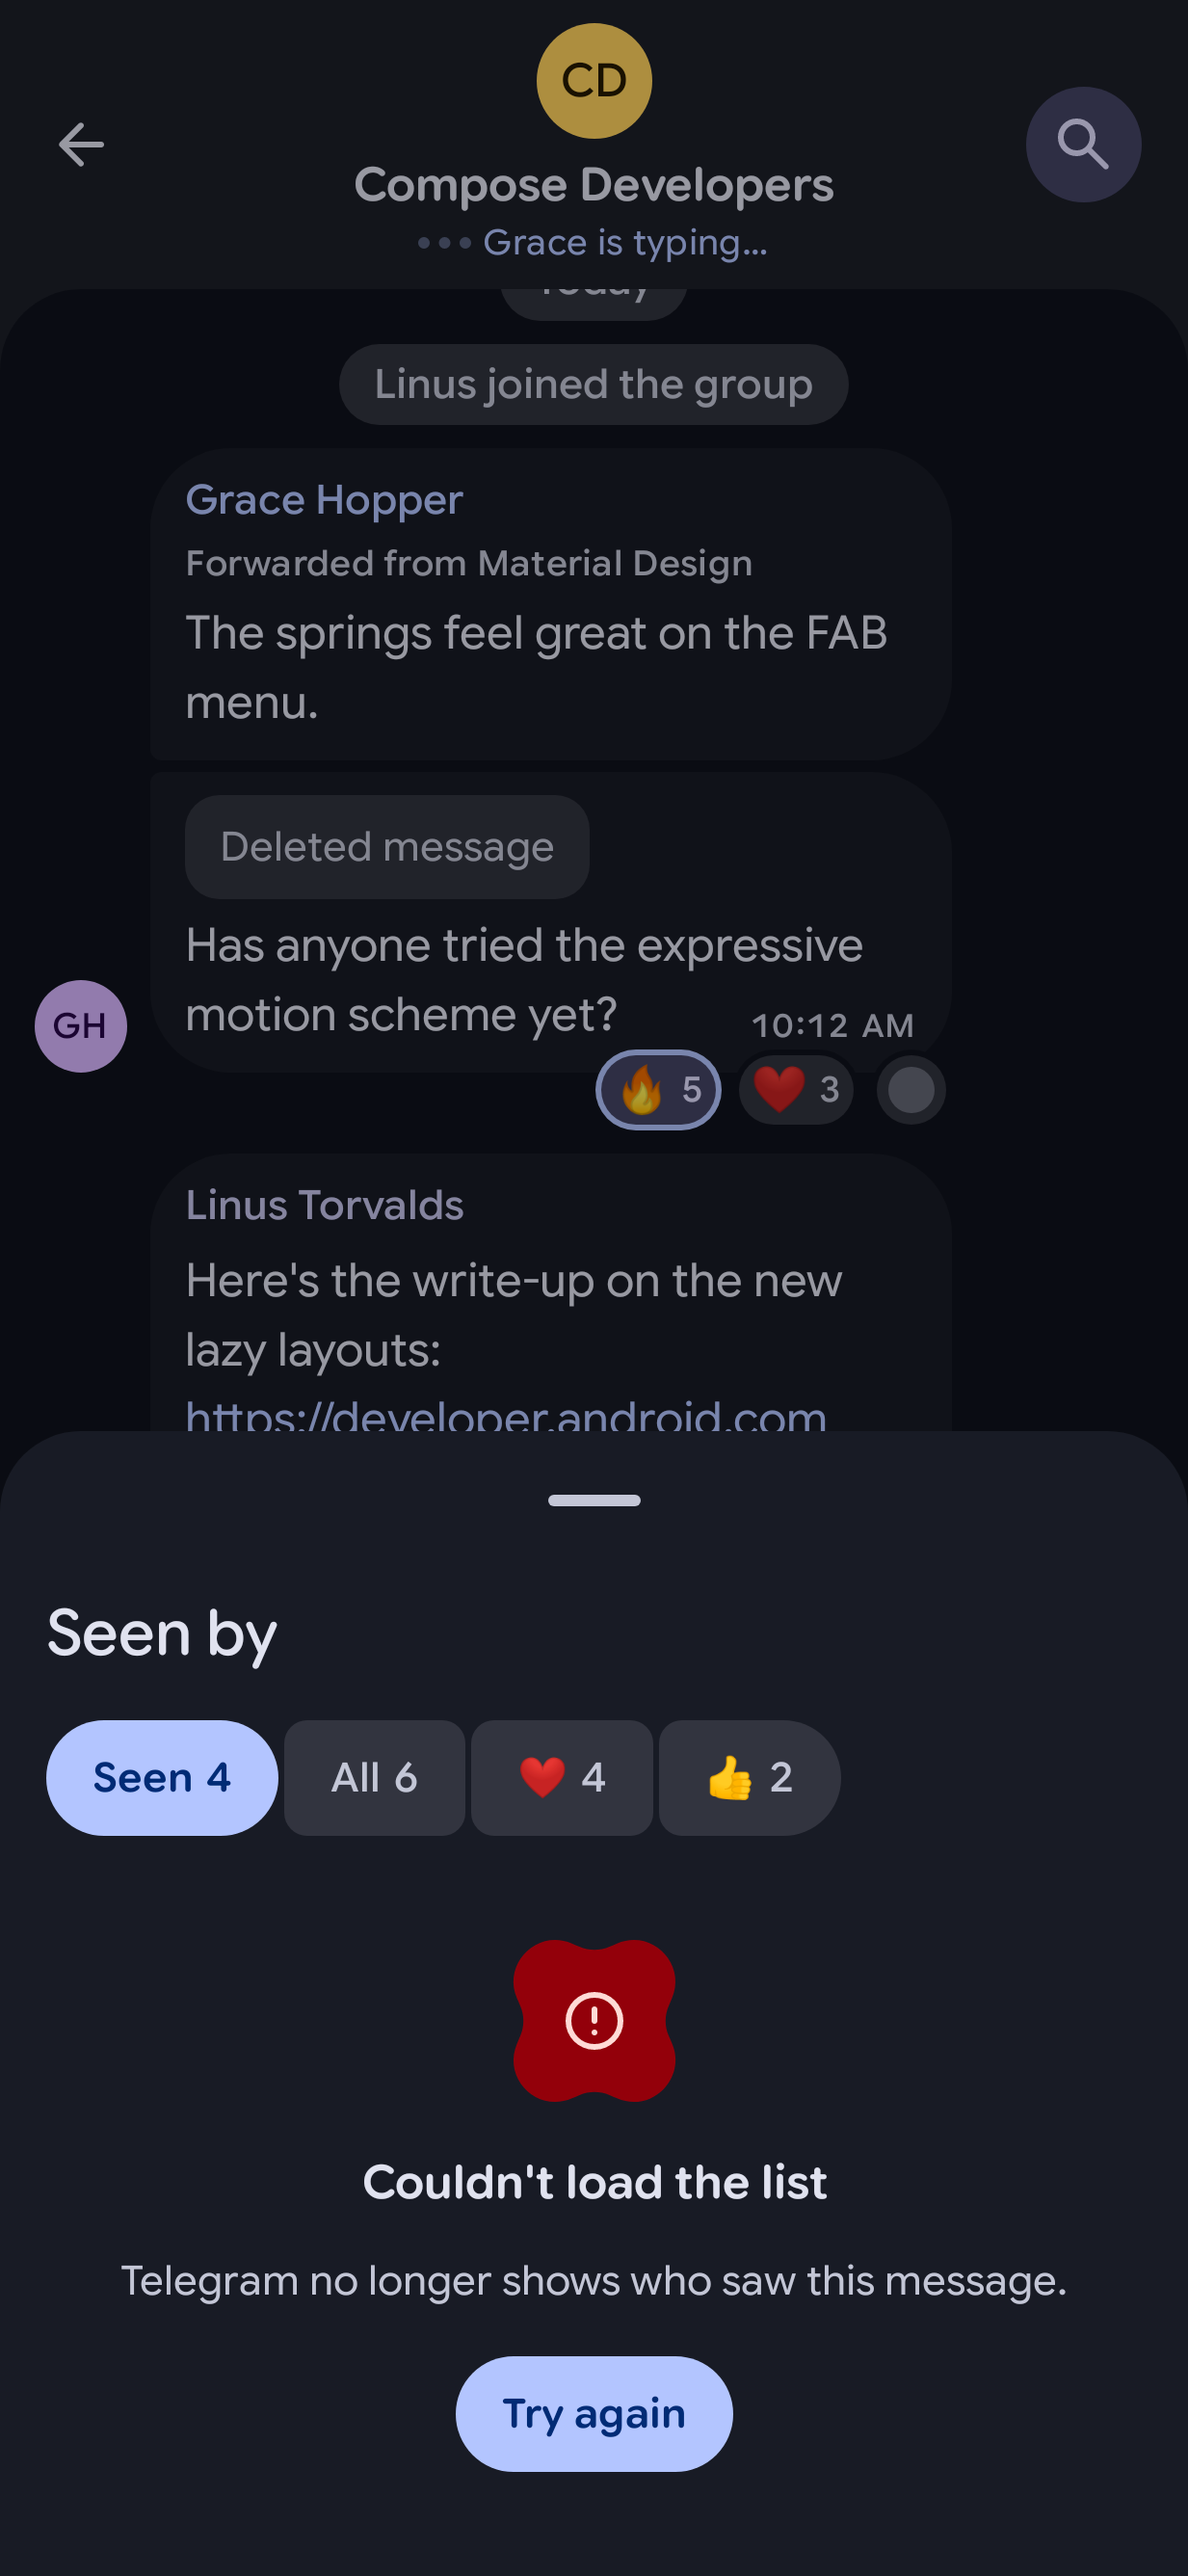 CD
Compose Developers
Grace is typing...
Today
Linus joined the group
Grace Hopper
Forwarded from Material Design
The springs feel great on the FAB
menu.
Deleted message
Has anyone tried the expressive
motion scheme yet?
10:12 AM
GH
🔥 5 ❤️ 3
Linus Torvalds
Here's the write-up on the new
lazy layouts:
https://developer.android.com
Seen by
Seen 4
All 6
❤️ 4
👍 2
Couldn't load the list
Telegram no longer shows who saw this message.
Try again